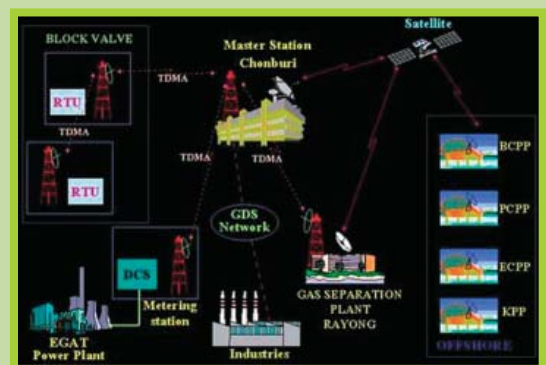 BLOCK VALVE
RTU
TDMA
RTU
TDMA
Master Station
Chonburi
TDMA
TDMA
GDS
Network
Satellite
BCPP
PCPP
ECPP
KPP
OFFSHORE
DCS
Metering
station
EGAT
Power Plant
Industries
GAS SEPARATION
PLANT
RAYONG